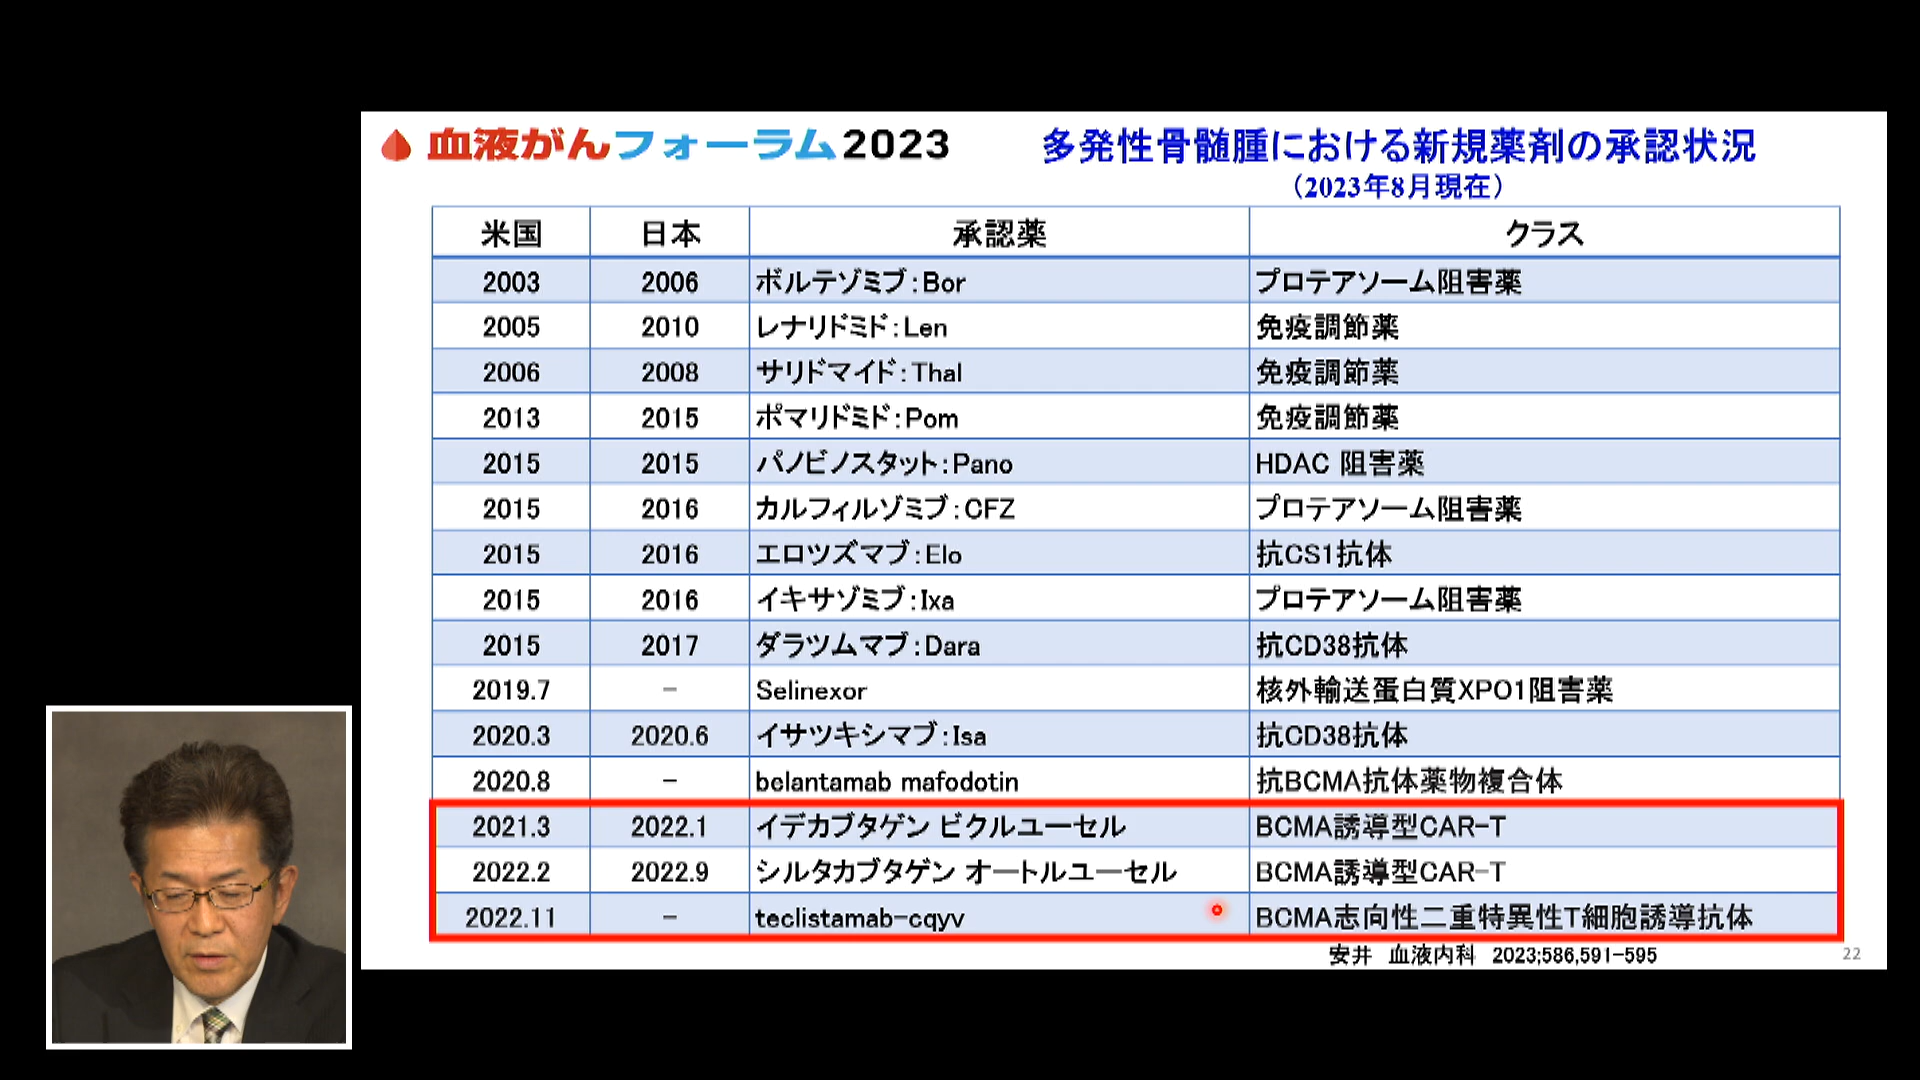 血液がんフォーラム2023
多発性骨髄腫における新規薬剤の承認状況
（2023年8月現在）
米国 日本 承認薬 クラス
2003 2006 ボルテゾミブ：Bor プロテアソーム阻害薬
2005 2010 レナリドミド：Len 免疫調節薬
2006 2008 サリドマイド：Thal 免疫調節薬
2013 2015 ポマリドミド：Pom 免疫調節薬
2015 2015 パノビノスタット：Pano HDAC 阻害薬
2015 2016 カルフィルゾミブ：CFZ プロテアソーム阻害薬
2015 2016 エロツズマブ：Elo 抗CS1抗体
2015 2016 イキサゾミブ：Ixa プロテアソーム阻害薬
2015 2017 ダラツムマブ：Dara 抗CD38抗体
2019.7 － Selinexor 核外輸送蛋白質XPO1阻害薬
2020.3 2020.6 イサツキシマブ：Isa 抗CD38抗体
2020.8 － belantamab mafodotin 抗BCMA抗体薬物複合体
2021.3 2022.1 イデカブタゲン ビクルユーセル BCMA誘導型CAR-T
2022.2 2022.9 シルタカブタゲン オートルユーセル BCMA誘導型CAR-T
2022.11 － teclistamab-cqyv BCMA志向性二重特異性T細胞誘導抗体
安井 血液内科 2023;586,591-595
22